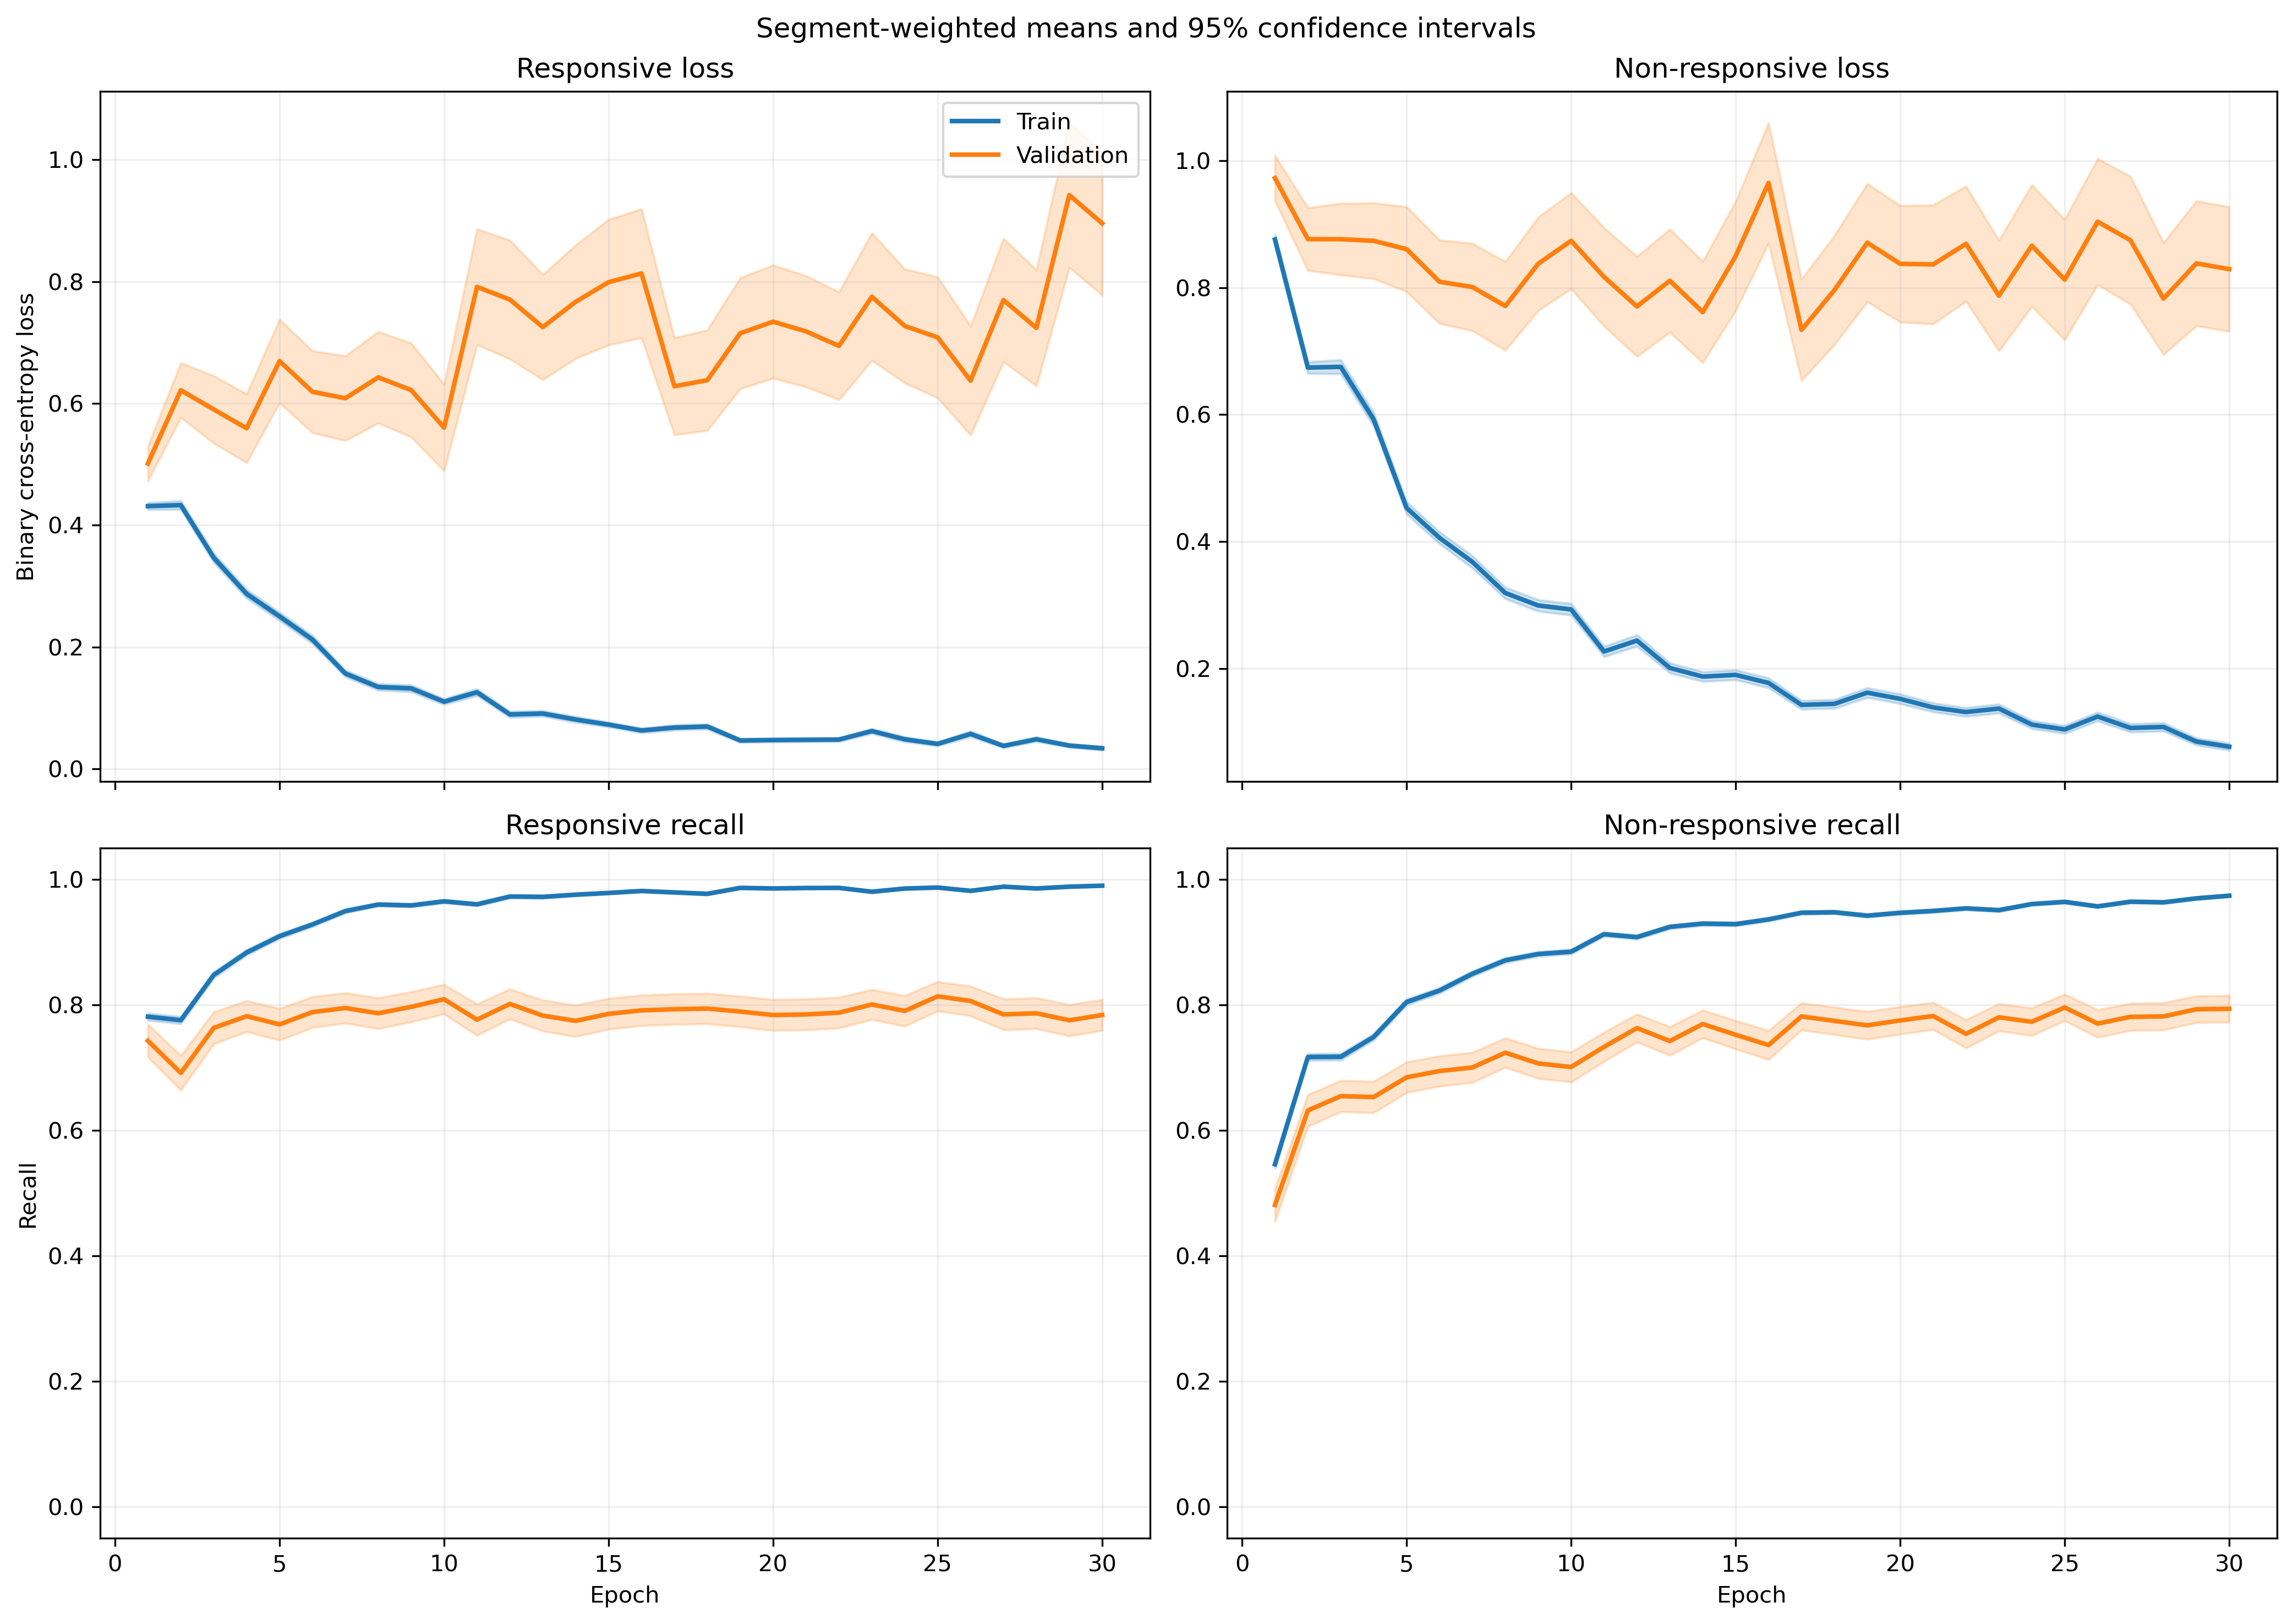 Segment-weighted means and 95% confidence intervals
Responsive loss
Non-responsive loss
Train
Validation
Binary cross-entropy loss
1.0
0.8
0.6
0.4
0.2
0.0
1.0
0.8
0.6
0.4
0.2
Responsive recall
Non-responsive recall
Recall
1.0
0.8
0.6
0.4
0.2
0.0
1.0
0.8
0.6
0.4
0.2
0.0
0 5 10 15 20 25 30
0 5 10 15 20 25 30
Epoch
Epoch